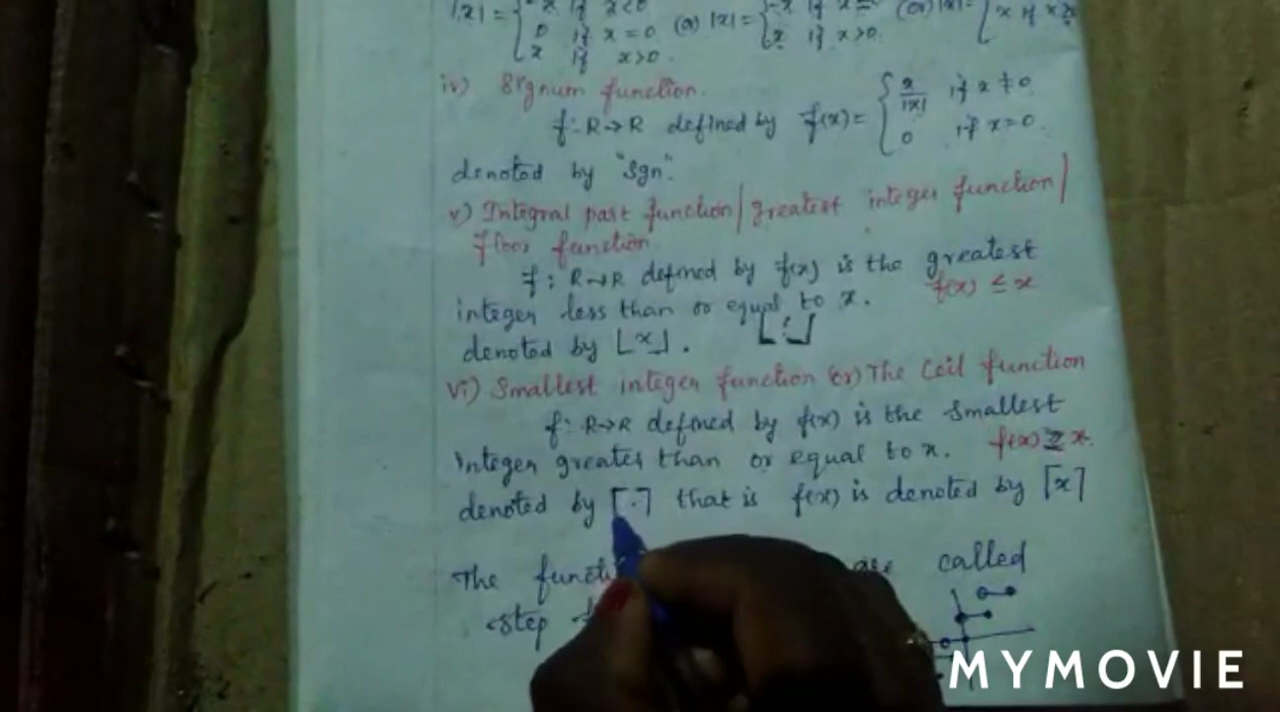 |x| = { -x if x<0 (or) |x| = { -x if x≤ (or) |x| = {
0 if x = 0 x if x>0. x if x≥
x if x>0.
iv) Signum function.
f: R→R defined by f(x) = { x/|x| if x ≠ 0
0 if x=0.
denoted by "Sgn".
v) Integral part function/greatest integer function/
floor function
f: R→R defined by f(x) is the greatest
integer less than or equal to x. f(x) ≤ x
denoted by ⌊x⌋. ⌊.⌋
vi) Smallest integer function (or) The Ceil function
f: R→R defined by f(x) is the Smallest
integer greater than or equal to x. f(x) ≥ x.
denoted by ⌈.⌉ that is f(x) is denoted by ⌈x⌉
The are called
step
MYMOVIE